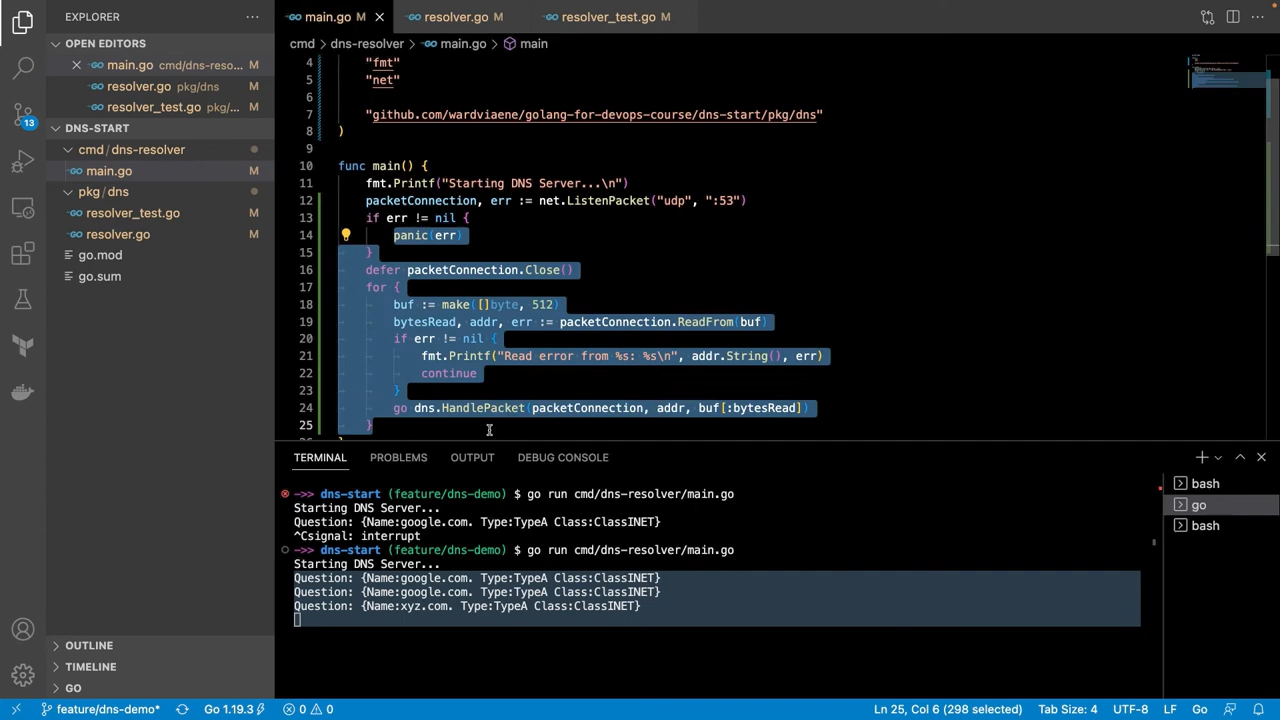 EXPLORER
main.go M
resolver.go M
resolver_test.go M
OPEN EDITORS
cmd > dns-resolver > main.go > main
main.go cmd/dns-reso... M
resolver.go pkg/dns M
resolver_test.go pkg/... M
DNS-START
cmd/dns-resolver
main.go M
pkg/dns
resolver_test.go M
resolver.go M
go.mod
go.sum
13
4 "fmt"
5 "net"
6
7 "github.com/wardviaene/golang-for-devops-course/dns-start/pkg/dns"
8 )
9
10 func main() {
11 fmt.Printf("Starting DNS Server...\n")
12 packetConnection, err := net.ListenPacket("udp", ":53")
13 if err != nil {
14 panic(err)
15 }
16 defer packetConnection.Close()
17 for {
18 buf := make([]byte, 512)
19 bytesRead, addr, err := packetConnection.ReadFrom(buf)
20 if err != nil {
21 fmt.Printf("Read error from %s: %s\n", addr.String(), err)
22 continue
23 }
24 go dns.HandlePacket(packetConnection, addr, buf[:bytesRead])
25 }
TERMINAL PROBLEMS OUTPUT DEBUG CONSOLE
->> dns-start (feature/dns-demo) $ go run cmd/dns-resolver/main.go
Starting DNS Server...
Question: {Name:google.com. Type:TypeA Class:ClassINET}
^Csignal: interrupt
->> dns-start (feature/dns-demo) $ go run cmd/dns-resolver/main.go
Starting DNS Server...
Question: {Name:google.com. Type:TypeA Class:ClassINET}
Question: {Name:google.com. Type:TypeA Class:ClassINET}
Question: {Name:xyz.com. Type:TypeA Class:ClassINET}
bash
go
bash
OUTLINE
TIMELINE
GO
feature/dns-demo* Go 1.19.3 0 0 Ln 25, Col 6 (298 selected) Tab Size: 4 UTF-8 LF Go